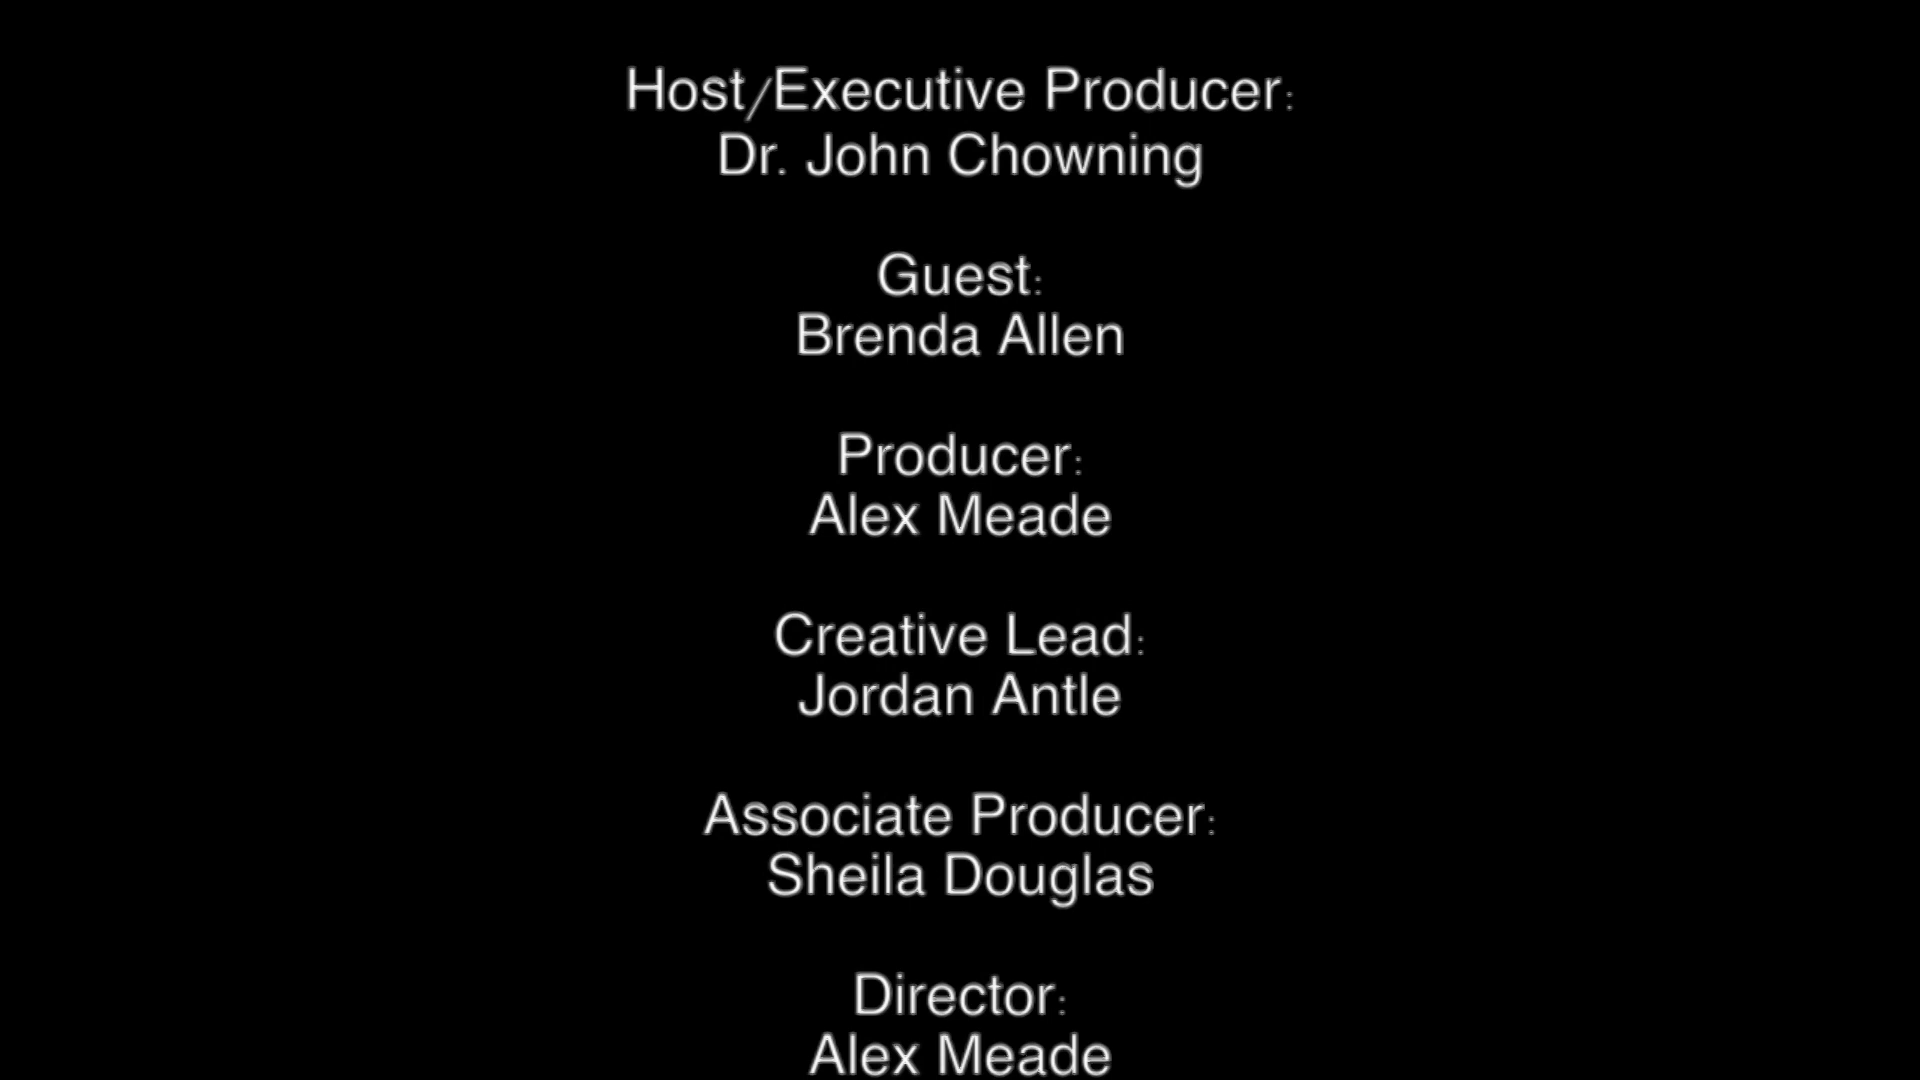 Host/Executive Producer:
Dr. John Chowning
Guest:
Brenda Allen
Producer:
Alex Meade
Creative Lead:
Jordan Antle
Associate Producer:
Sheila Douglas
Director:
Alex Meade